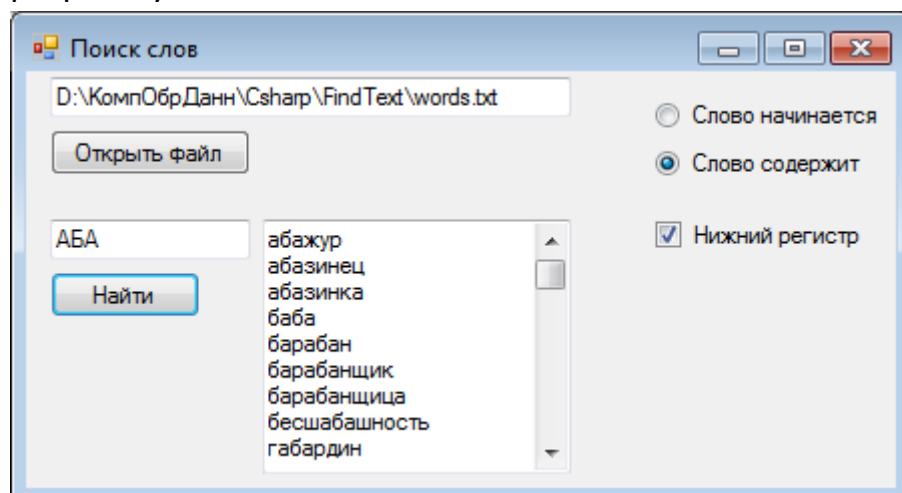 Поиск слов
D:\КомпОбрДанн\Csharp\FindText\words.txt
Открыть файл
Слово начинается
Слово содержит
АБА
Найти
абажур
абазинец
абазинка
баба
барабан
барабанщик
барабанщица
бесшабашность
габардин
Нижний регистр